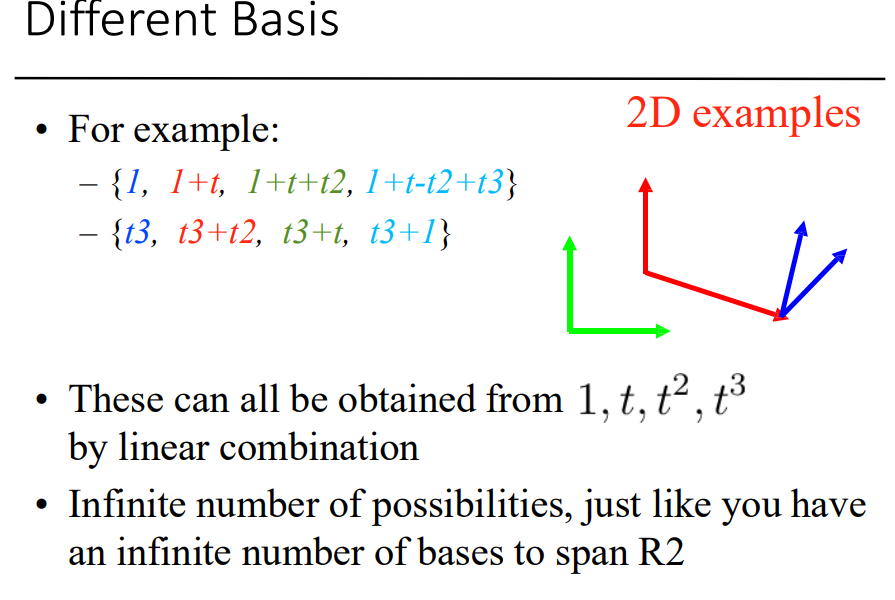 Different Basis
2D examples
• For example:
– {1, 1+t, 1+t+t2, 1+t-t2+t3}
– {t3, t3+t2, t3+t, t3+1}
• These can all be obtained from 1, t, t², t³
by linear combination
• Infinite number of possibilities, just like you have
an infinite number of bases to span R2